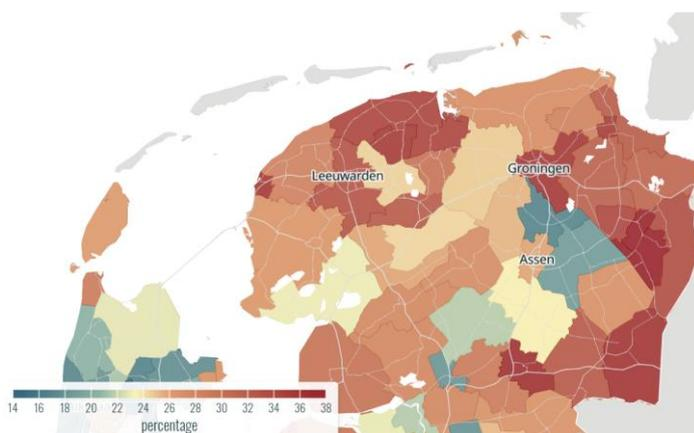 Leeuwarden
Groningen
Assen
14 16 18 20 22 24 26 28 30 32 34 36 38
percentage